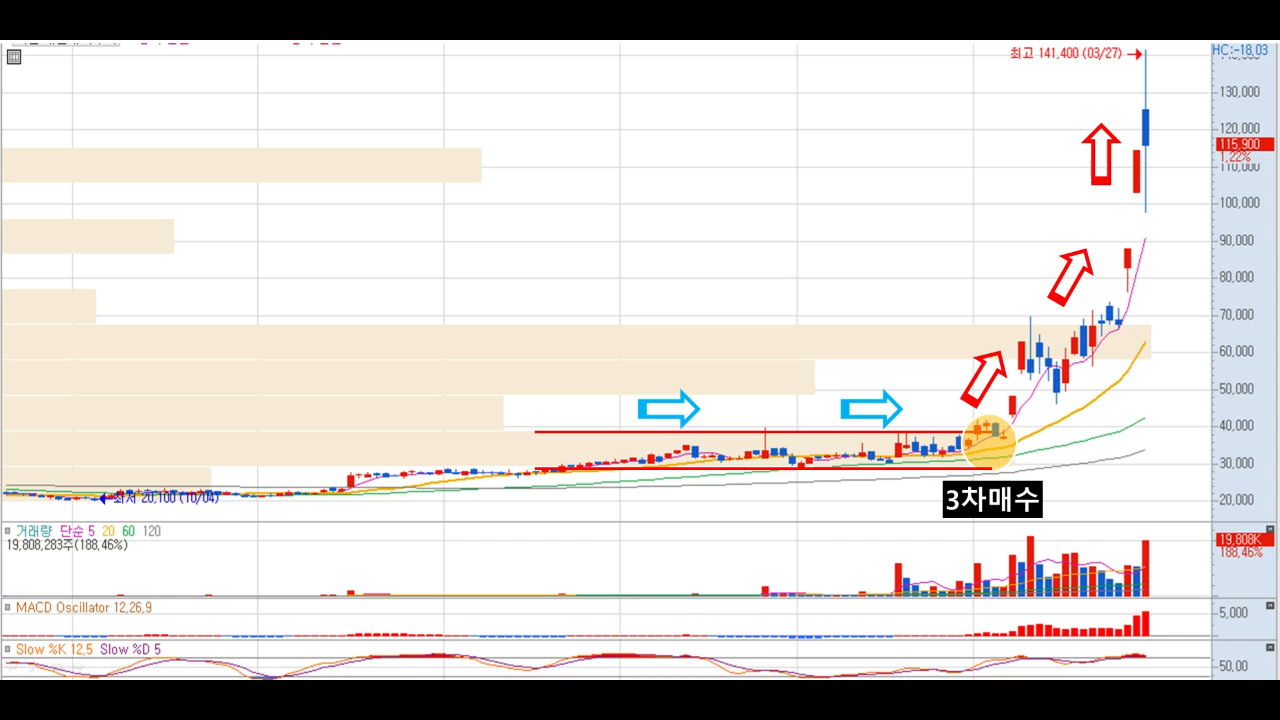 최고 141,400 (03/27)
HC:-18,03
130,000
120,000
115,900
1,22%
110,000
100,000
90,000
80,000
70,000
60,000
50,000
40,000
30,000
20,000
최저 20,100 (10/04)
3차매수
거래량 단순 5 20 60 120
19,808,283주(188,46%)
19,808K
188,46%
MACD Oscillator 12,26,9
5,000
Slow %K 12,5 Slow %D 5
50,00